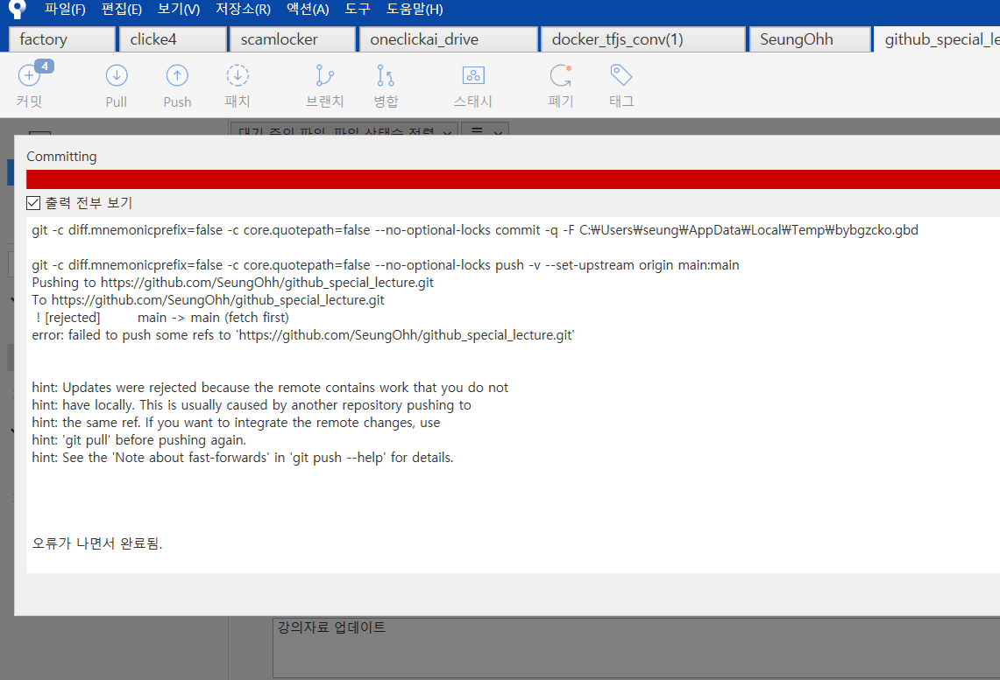 파일(F) 편집(E) 보기(V) 저장소(R) 액션(A) 도구 도움말(H)
factory clicke4 scamlocker oneclickai_drive docker_tfjs_conv(1) SeungOhh github_special_le
4
커밋 Pull Push 패치 브랜치 병합 스태시 폐기 태그
대기 중인 파일, 파일 상태순 정렬
Committing
출력 전부 보기
git -c diff.mnemonicprefix=false -c core.quotepath=false --no-optional-locks commit -q -F C:₩Users₩seung₩AppData₩Local₩Temp₩bybgzcko.gbd
git -c diff.mnemonicprefix=false -c core.quotepath=false --no-optional-locks push -v --set-upstream origin main:main
Pushing to https://github.com/SeungOhh/github_special_lecture.git
To https://github.com/SeungOhh/github_special_lecture.git
! [rejected] main -> main (fetch first)
error: failed to push some refs to 'https://github.com/SeungOhh/github_special_lecture.git'
hint: Updates were rejected because the remote contains work that you do not
hint: have locally. This is usually caused by another repository pushing to
hint: the same ref. If you want to integrate the remote changes, use
hint: 'git pull' before pushing again.
hint: See the 'Note about fast-forwards' in 'git push --help' for details.
오류가 나면서 완료됨.
강의자료 업데이트